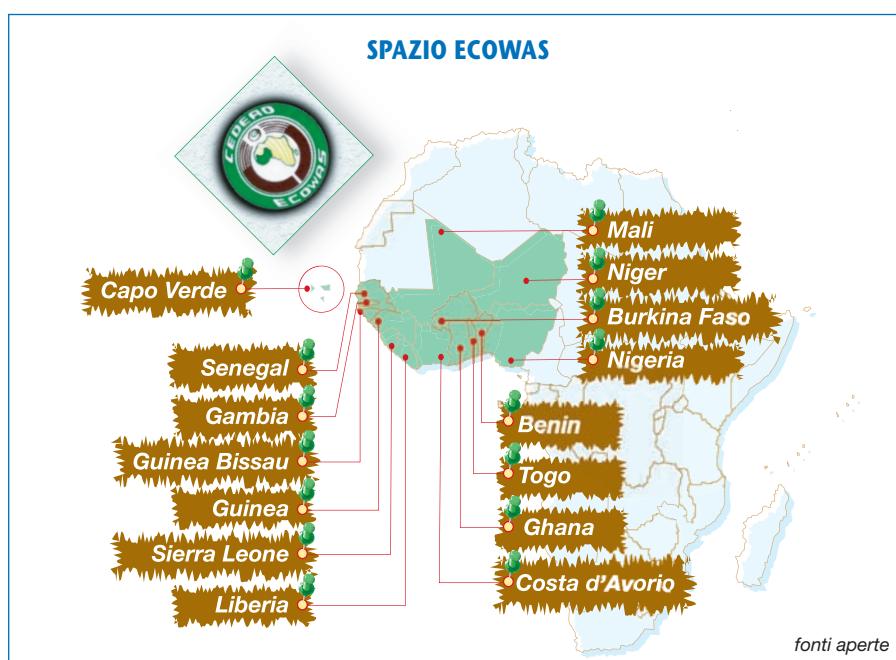 SPAZIO ECOWAS
CEDEAO
ECOWAS
Mali
Niger
Burkina Faso
Nigeria
Capo Verde
Senegal
Gambia
Guinea Bissau
Guinea
Sierra Leone
Liberia
Benin
Togo
Ghana
Costa d'Avorio
fonti aperte